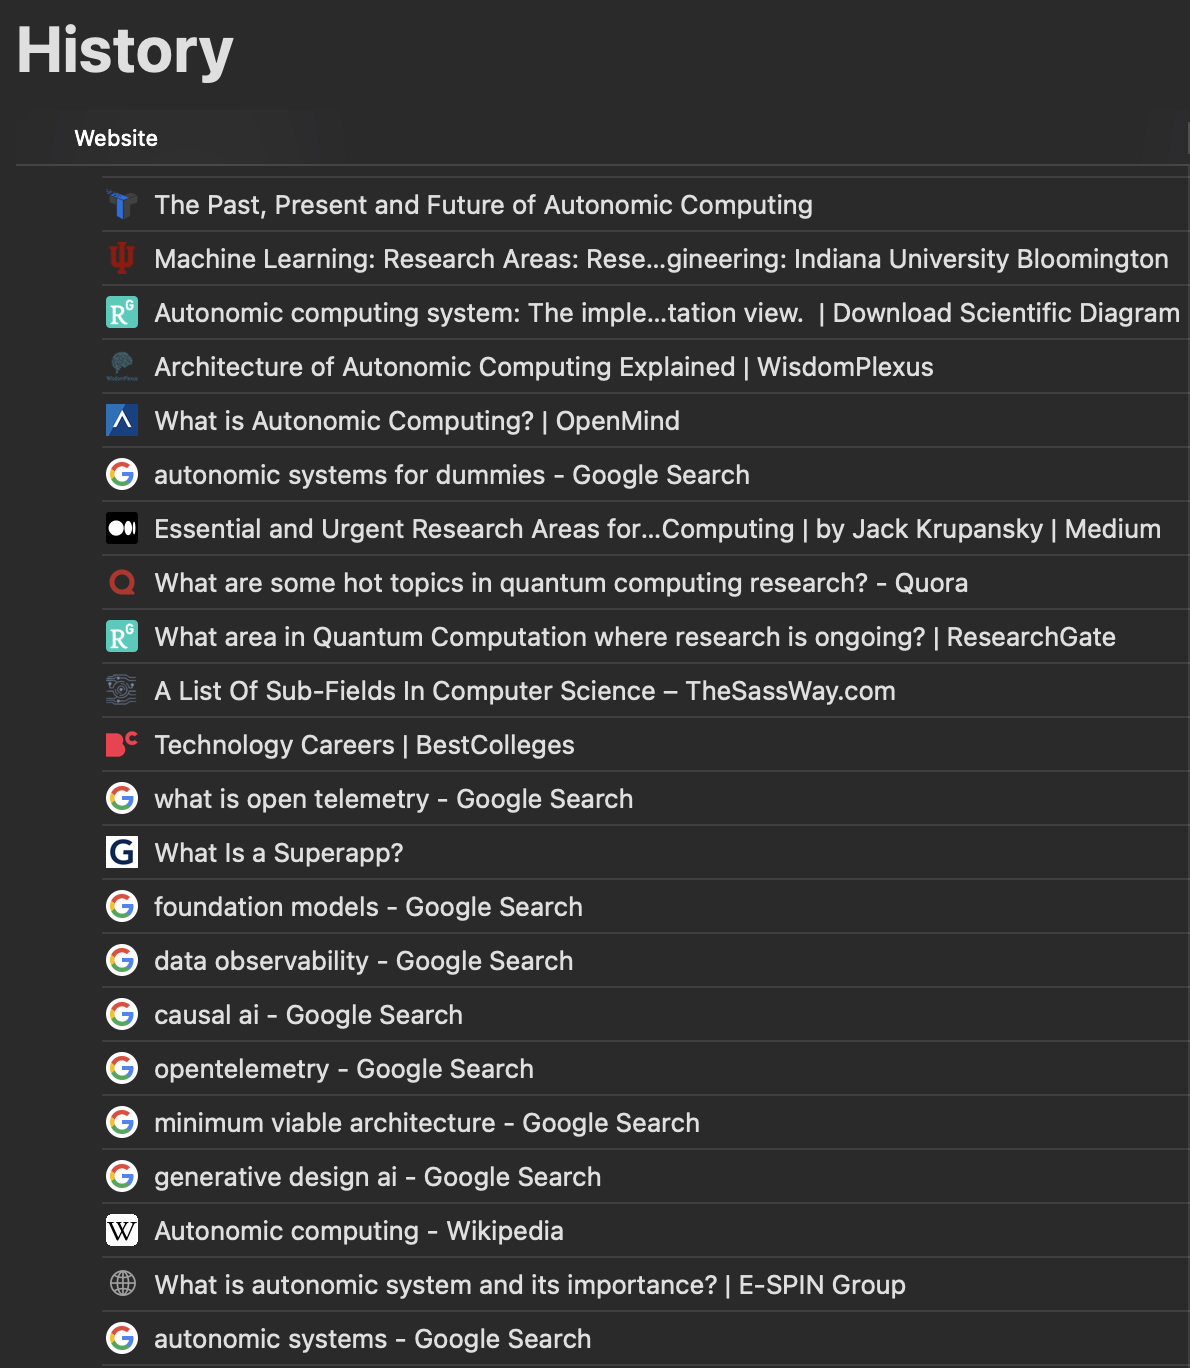 History
Website
The Past, Present and Future of Autonomic Computing
Machine Learning: Research Areas: Rese...gineering: Indiana University Bloomington
Autonomic computing system: The imple...tation view. | Download Scientific Diagram
Architecture of Autonomic Computing Explained | WisdomPlexus
What is Autonomic Computing? | OpenMind
autonomic systems for dummies - Google Search
Essential and Urgent Research Areas for...Computing | by Jack Krupansky | Medium
What are some hot topics in quantum computing research? - Quora
What area in Quantum Computation where research is ongoing? | ResearchGate
A List Of Sub-Fields In Computer Science – TheSassWay.com
Technology Careers | BestColleges
what is open telemetry - Google Search
What Is a Superapp?
foundation models - Google Search
data observability - Google Search
causal ai - Google Search
opentelemetry - Google Search
minimum viable architecture - Google Search
generative design ai - Google Search
Autonomic computing - Wikipedia
What is autonomic system and its importance? | E-SPIN Group
autonomic systems - Google Search